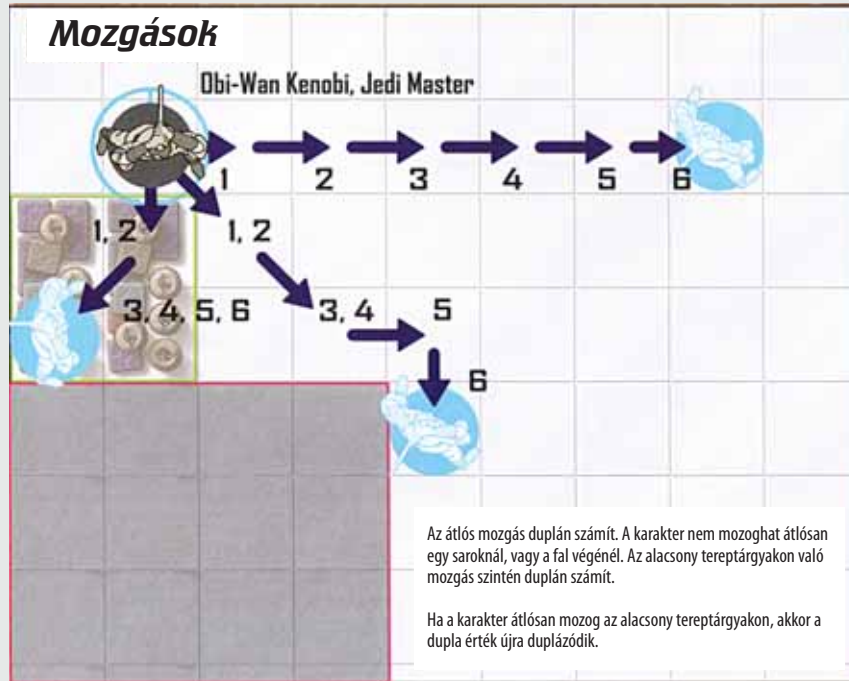 Mozgások
Obi-Wan Kenobi, Jedi Master
1 2 3 4 5 6
1, 2 1, 2
3, 4, 5, 6 3, 4 5
6
Az átlós mozgás duplán számít. A karakter nem mozoghat átlósan
egy saroknál, vagy a fal végénél. Az alacsony tereptárgyakon való
mozgás szintén duplán számít.
Ha a karakter átlósan mozog az alacsony tereptárgyakon, akkor a
dupla érték újra duplázódik.